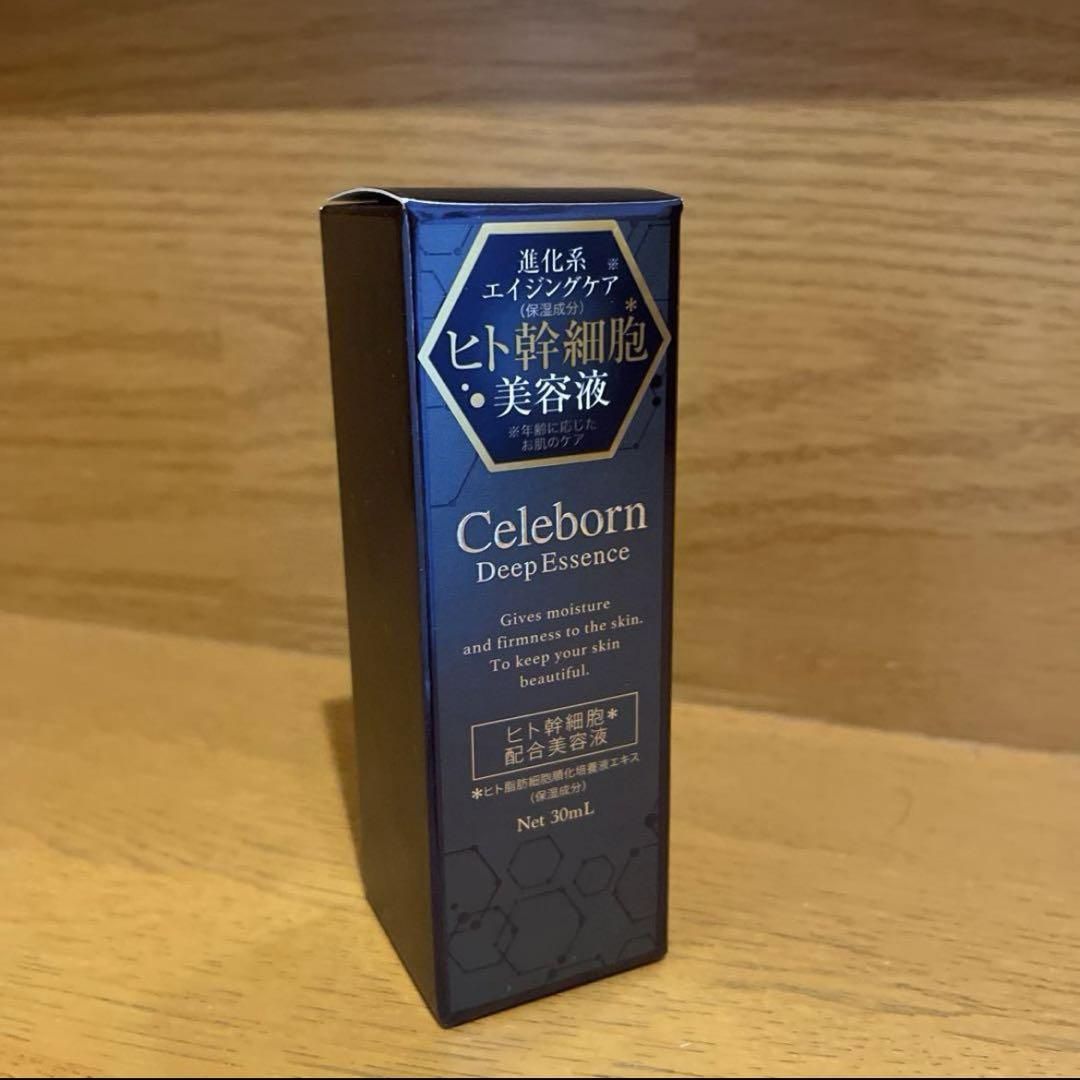 進化系 ※
エイジングケア
（保湿成分）
ヒト幹細胞*
美容液
※年齢に応じた
お肌のケア
Celeborn
Deep Essence
Gives moisture
and firmness to the skin.
To keep your skin
beautiful.
ヒト幹細胞*
配合美容液
*ヒト脂肪細胞順化培養液エキス
（保湿成分）
Net 30mL